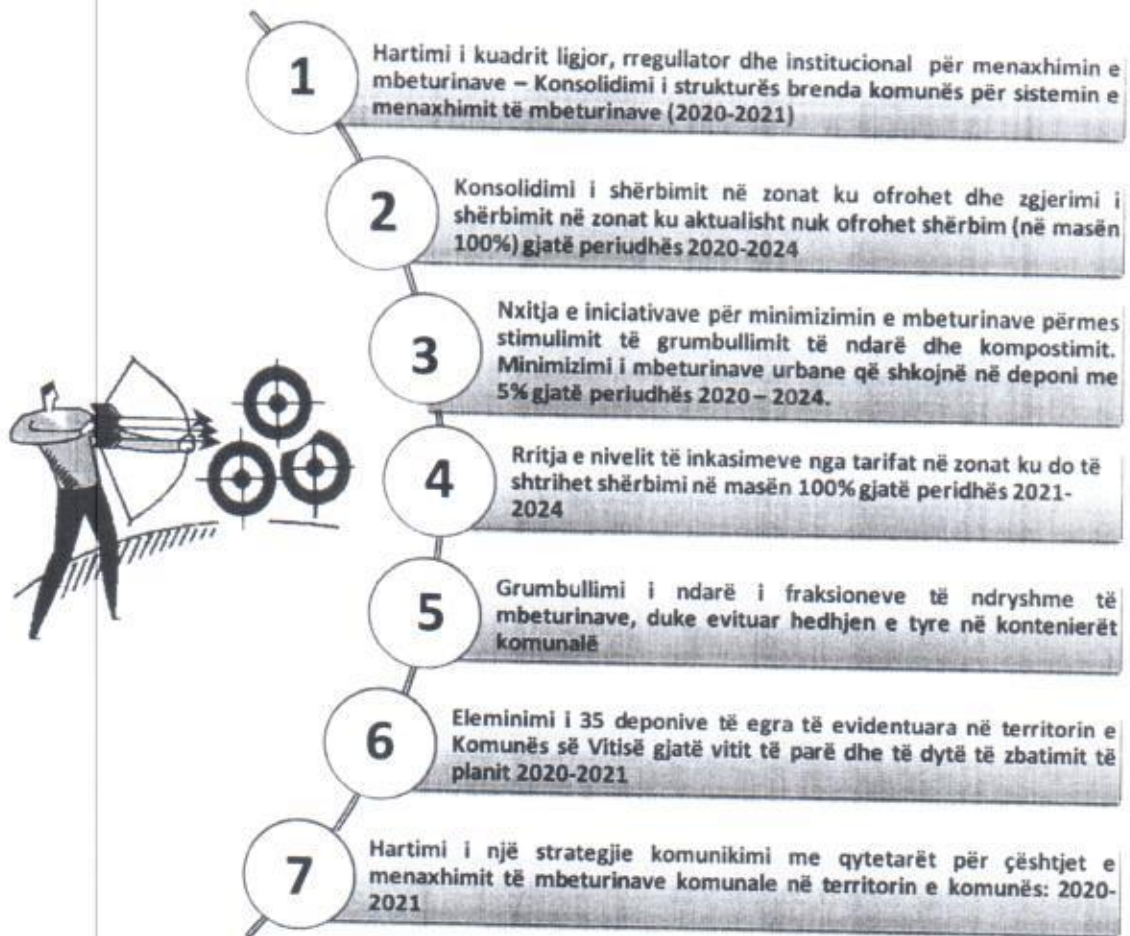 1
Hartimi i kuadrit ligjor, rregullator dhe institucional për menaxhimin e
mbeturinave – Konsolidimi i strukturës brenda komunës për sistemin e
menaxhimit të mbeturinave (2020-2021)
2
Konsolidimi i shërbimit në zonat ku ofrohet dhe zgjerimi i
shërbimit në zonat ku aktualisht nuk ofrohet shërbim (në masën
100%) gjatë periudhës 2020-2024
3
Nxitja e iniciativave për minimizimin e mbeturinave përmes
stimulimit të grumbullimit të ndarë dhe kompostimit.
Minimizimi i mbeturinave urbane që shkojnë në deponi me
5% gjatë periudhës 2020 – 2024.
4
Rritja e nivelit të inkasimeve nga tarifat në zonat ku do të
shtrihet shërbimi në masën 100% gjatë peridhës 2021-
2024
5
Grumbullimi i ndarë i fraksioneve të ndryshme të
mbeturinave, duke evituar hedhjen e tyre në kontenierët
komunalë
6
Eleminimi i 35 deponive të egra të evidentuara në territorin e
Komunës së Vitisë gjatë vitit të parë dhe të dytë të zbatimit të
planit 2020-2021
7
Hartimi i një strategjie komunikimi me qytetarët për çështjet e
menaxhimit të mbeturinave komunale në territorin e komunës: 2020-
2021